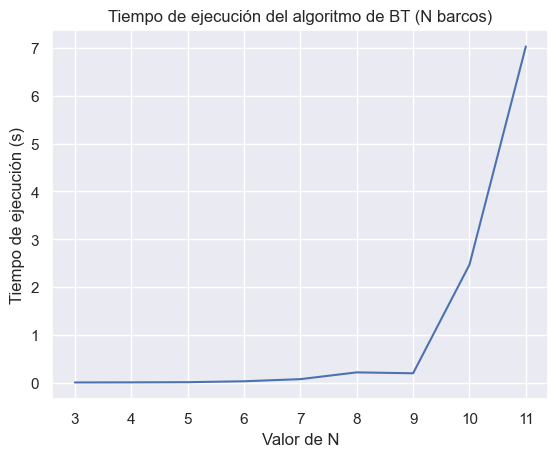 Tiempo de ejecución del algoritmo de BT (N barcos)
Tiempo de ejecución (s)
7
6
5
4
3
2
1
0
3 4 5 6 7 8 9 10 11
Valor de N